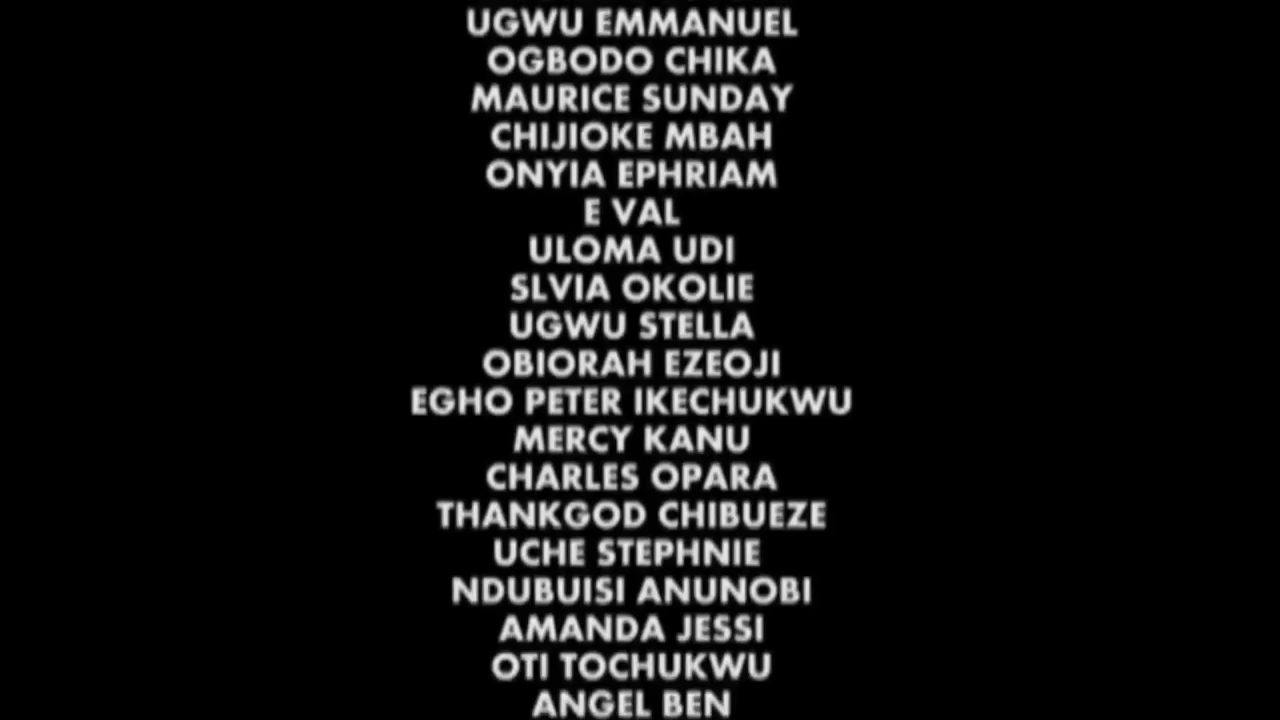 UGWU EMMANUEL
OGBODO CHIKA
MAURICE SUNDAY
CHIJIOKE MBAH
ONYIA EPHRIAM
E VAL
ULOMA UDI
SLVIA OKOLIE
UGWU STELLA
OBIORAH EZEOJI
EGHO PETER IKECHUKWU
MERCY KANU
CHARLES OPARA
THANKGOD CHIBUEZE
UCHE STEPHNIE
NDUBUISI ANUNOBI
AMANDA JESSI
OTI TOCHUKWU
ANGEL BEN